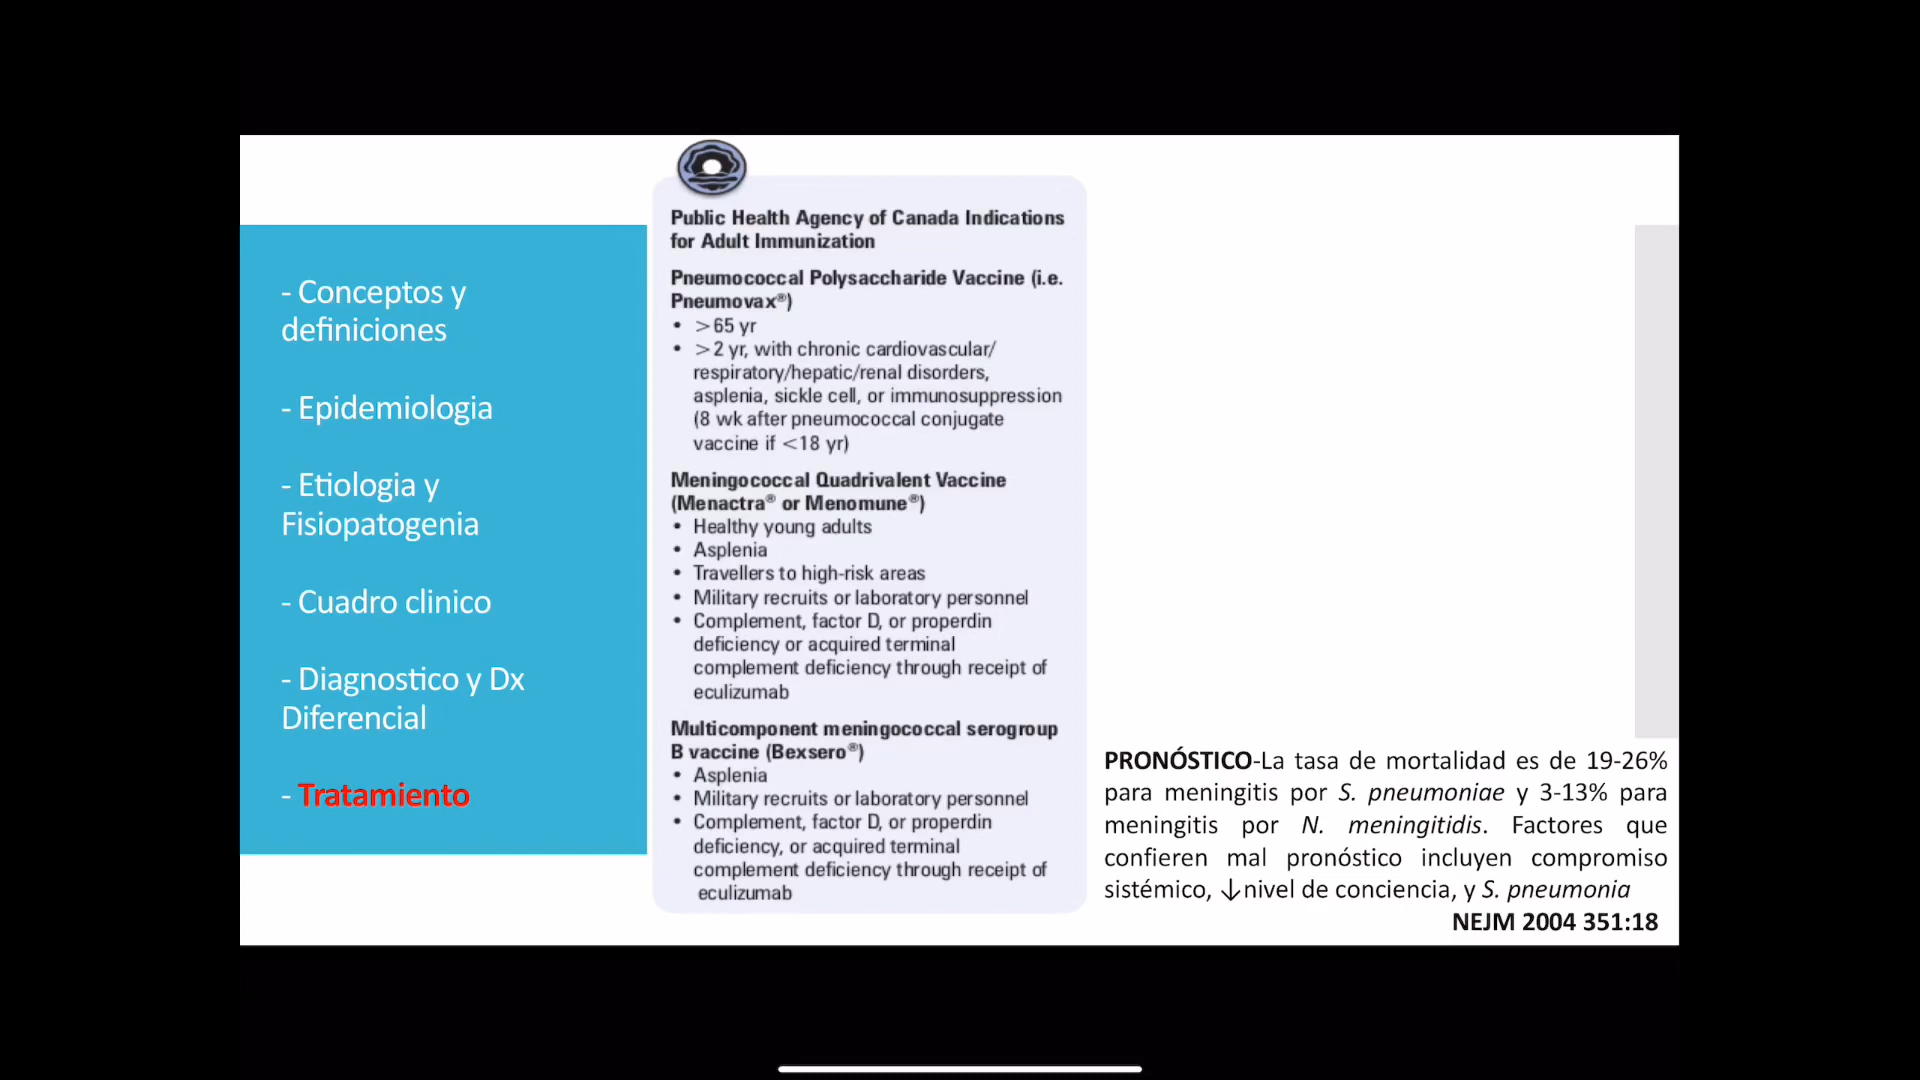 - Conceptos y
definiciones
- Epidemiologia
- Etiologia y
Fisiopatogenia
- Cuadro clinico
- Diagnostico y Dx
Diferencial
- Tratamiento
Public Health Agency of Canada Indications
for Adult Immunization
Pneumococcal Polysaccharide Vaccine (i.e.
Pneumovax®)
• >65 yr
• >2 yr, with chronic cardiovascular/
respiratory/hepatic/renal disorders,
asplenia, sickle cell, or immunosuppression
(8 wk after pneumococcal conjugate
vaccine if <18 yr)
Meningococcal Quadrivalent Vaccine
(Menactra® or Menomune®)
• Healthy young adults
• Asplenia
• Travellers to high-risk areas
• Military recruits or laboratory personnel
• Complement, factor D, or properdin
deficiency or acquired terminal
complement deficiency through receipt of
eculizumab
Multicomponent meningococcal serogroup
B vaccine (Bexsero®)
• Asplenia
• Military recruits or laboratory personnel
• Complement, factor D, or properdin
deficiency, or acquired terminal
complement deficiency through receipt of
eculizumab
PRONÓSTICO-La tasa de mortalidad es de 19-26%
para meningitis por S. pneumoniae y 3-13% para
meningitis por N. meningitidis. Factores que
confieren mal pronóstico incluyen compromiso
sistémico, ↓nivel de conciencia, y S. pneumonia
NEJM 2004 351:18